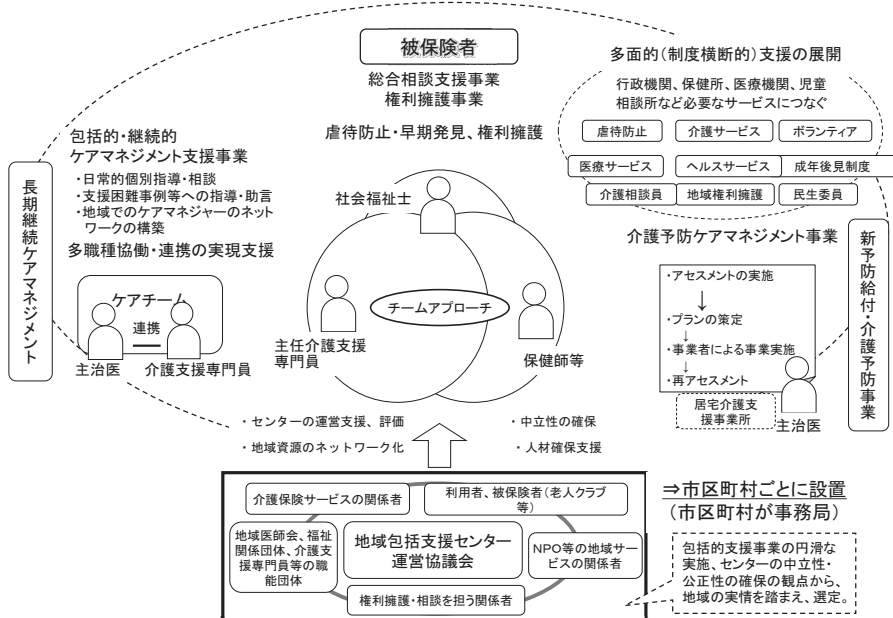 被保険者
総合相談支援事業
権利擁護事業
虐待防止・早期発見、権利擁護
多面的(制度横断的)支援の展開
行政機関、保健所、医療機関、児童
相談所など必要なサービスにつなぐ
虐待防止
介護サービス
ボランティア
医療サービス
ヘルスサービス
成年後見制度
介護相談員
地域権利擁護
民生委員
包括的・継続的
ケアマネジメント支援事業
・日常的個別指導・相談
・支援困難事例等への指導・助言
・地域でのケアマネジャーのネット
ワークの構築
多職種協働・連携の実現支援
長期継続ケアマネジメント
ケアチーム
連携
主治医
介護支援専門員
社会福祉士
チームアプローチ
主任介護支援
専門員
保健師等
介護予防ケアマネジメント事業
・アセスメントの実施
↓
・プランの策定
↓
・事業者による事業実施
↓
・再アセスメント
居宅介護支
援事業所
主治医
新予防給付・介護予防事業
・センターの運営支援、評価
・中立性の確保
・地域資源のネットワーク化
・人材確保支援
介護保険サービスの関係者
利用者、被保険者(老人クラブ
等)
地域医師会、福祉
関係団体、介護支
援専門員等の職
能団体
地域包括支援センター
運営協議会
NPO等の地域サー
ビスの関係者
権利擁護・相談を担う関係者
⇒市区町村ごとに設置
(市区町村が事務局)
包括的支援事業の円滑な
実施、センターの中立性・
公正性の確保の観点から、
地域の実情を踏まえ、選定。